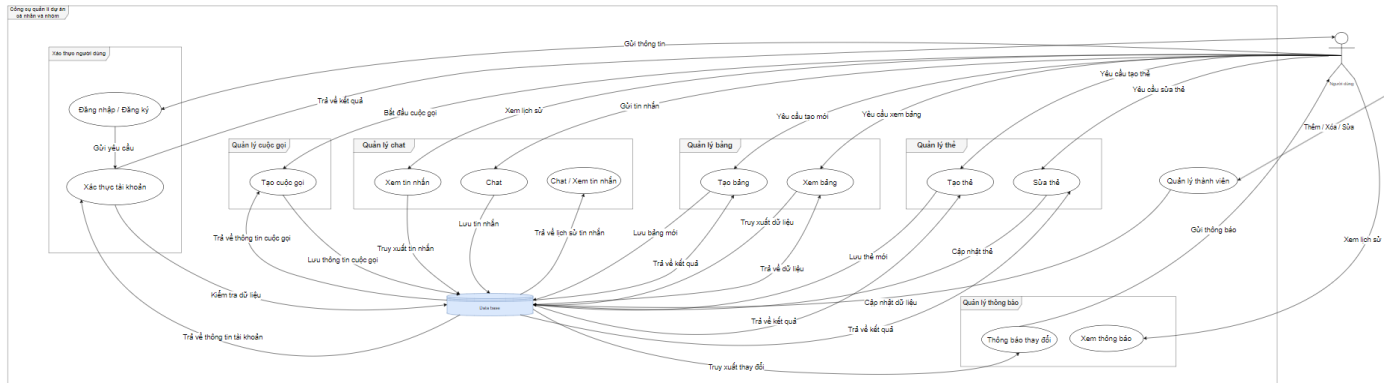 Công cụ quản lí dự án
cá nhân và nhóm
Xác thực người dùng
Gửi thông tin
Người dùng
Yêu cầu tạo thẻ
Yêu cầu sửa thẻ
Đăng nhập / Đăng ký
Trả về kết quả
Bắt đầu cuộc gọi
Xem lịch sử
Gửi tin nhắn
Yêu cầu tạo mới
Yêu cầu xem bảng
Thêm / Xóa / Sửa
Gửi yêu cầu
Quản lý cuộc gọi
Quản lý chat
Quản lý bảng
Quản lý thẻ
Xác thực tài khoản
Tạo cuộc gọi
Xem tin nhắn
Chat
Chat / Xem tin nhắn
Tạo bảng
Xem bảng
Tạo thẻ
Sửa thẻ
Quản lý thành viên
Lưu tin nhắn
Truy xuất dữ liệu
Trả về thông tin cuộc gọi
Truy xuất tin nhắn
Trả về lịch sử tin nhắn
Lưu bảng mới
Gửi thông báo
Xem lịch sử
Lưu thông tin cuộc gọi
Trả về kết quả
Trả về dữ liệu
Lưu thẻ mới
Cập nhật thẻ
Kiểm tra dữ liệu
Data base
Cập nhật dữ liệu
Quản lý thông báo
Trả về thông tin tài khoản
Trả về kết quả
Trả về kết quả
Thông báo thay đổi
Xem thông báo
Truy xuất thay đổi